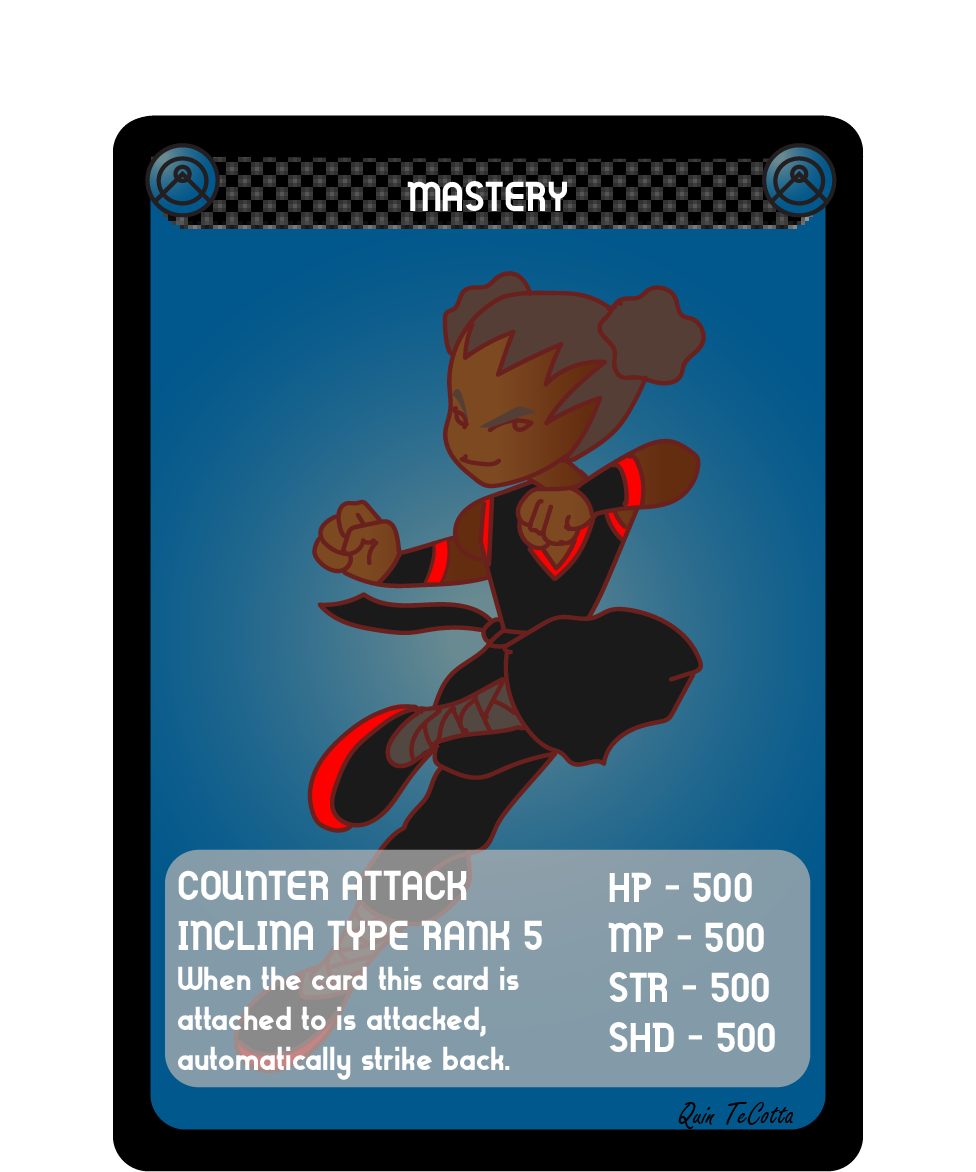 MASTERY
COUNTER ATTACK
INCLINA TYPE RANK 5
When the card this card is
attached to is attacked,
automatically strike back.
HP - 500
MP - 500
STR - 500
SHD - 500
Quin TeCotta